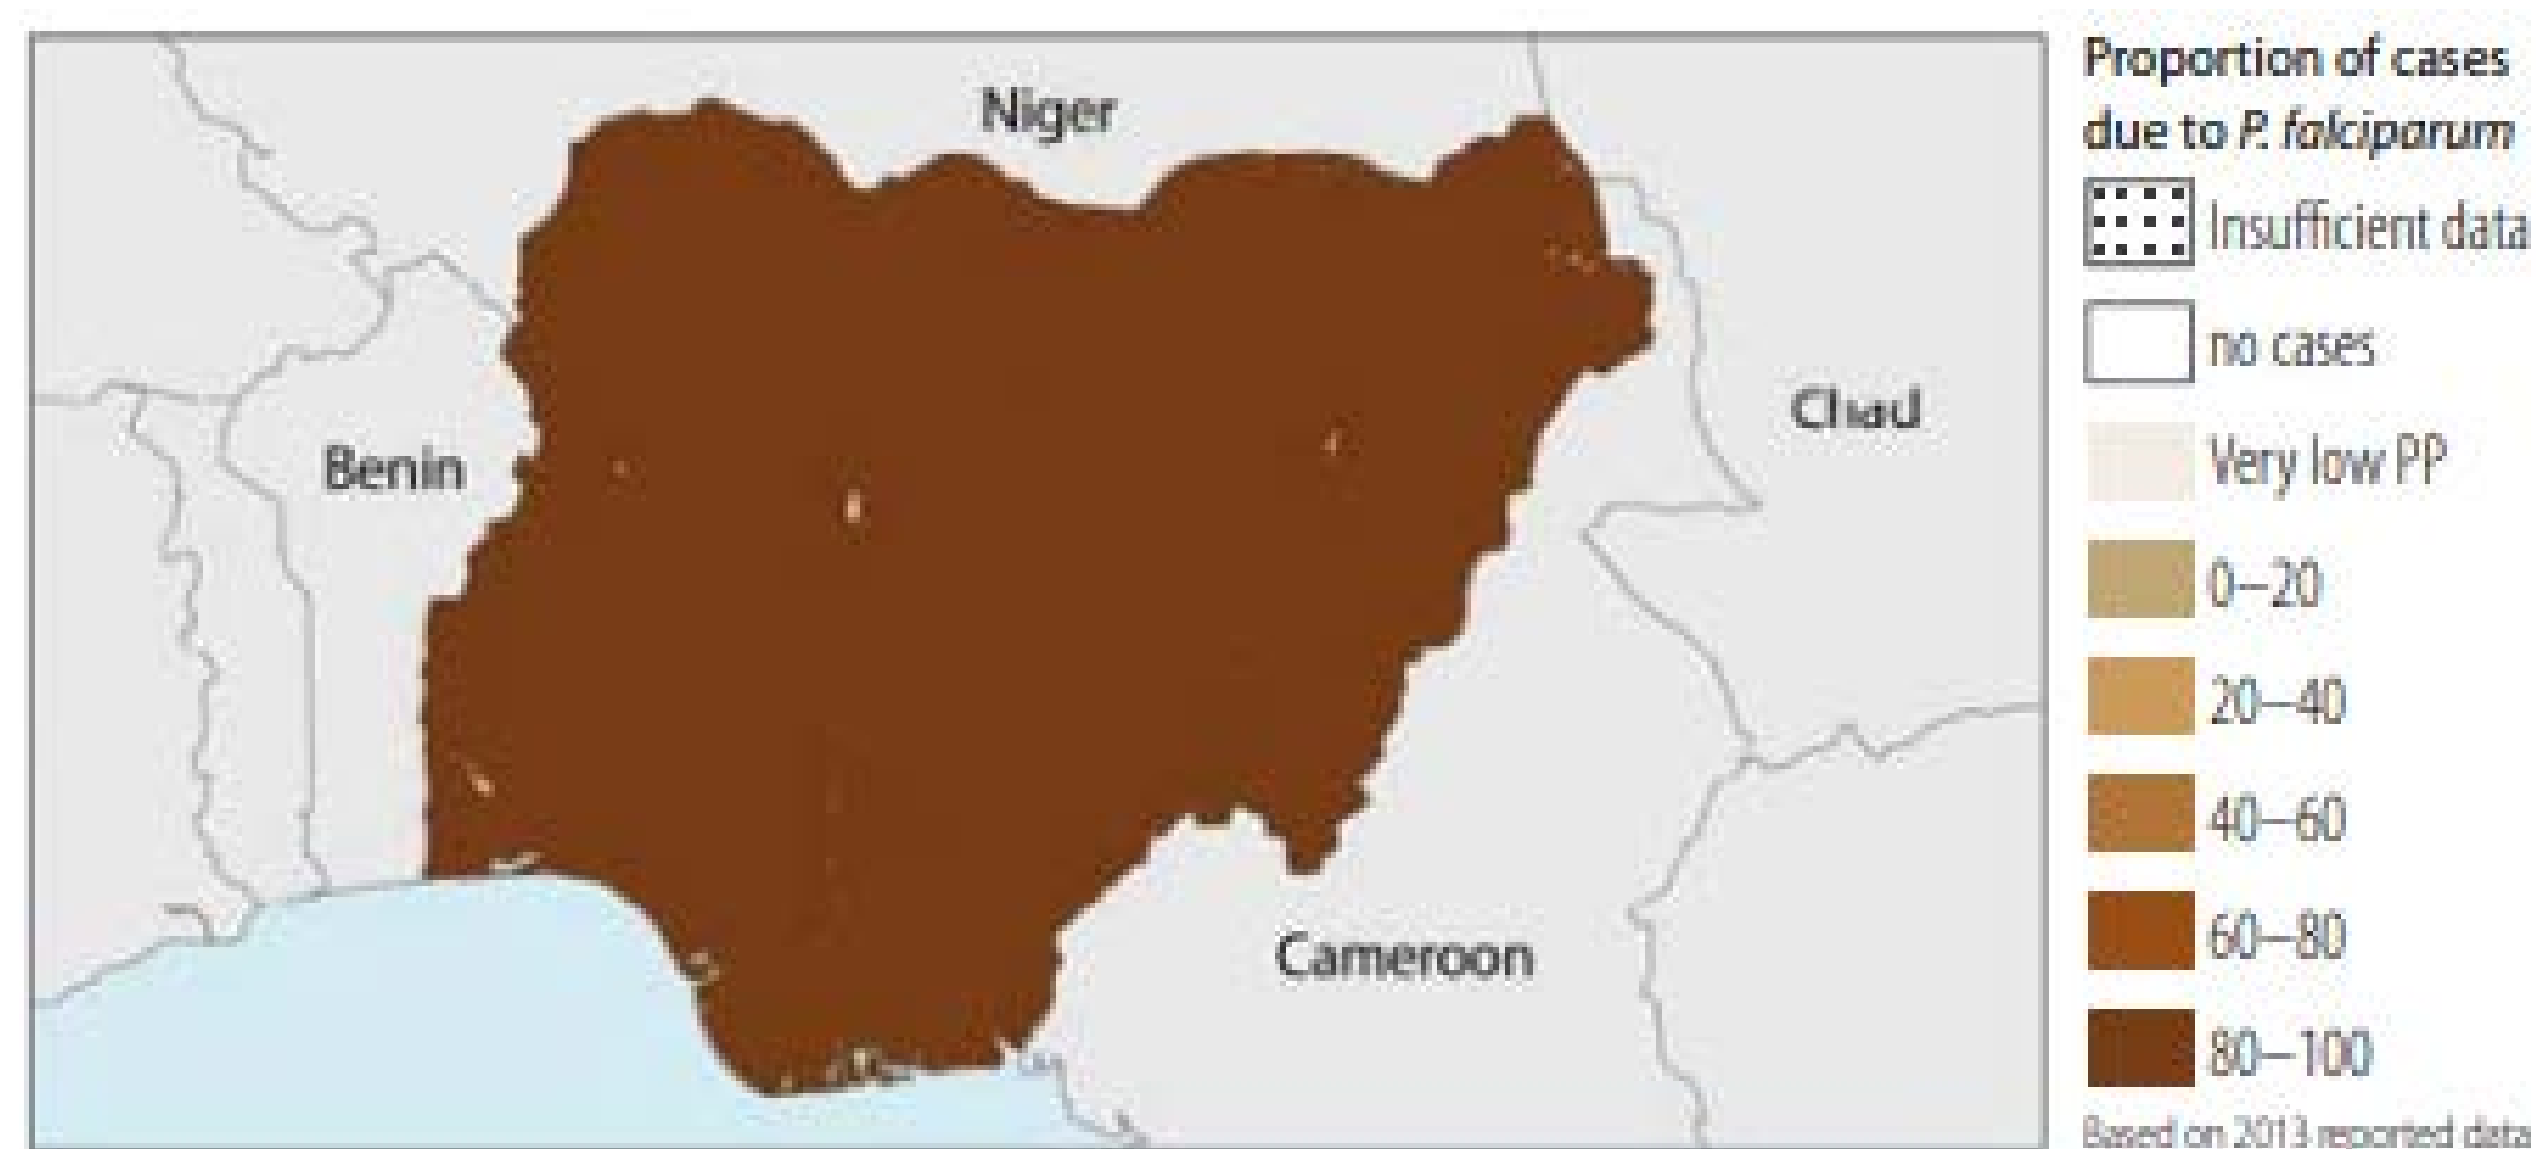 Niger
Benin
Chad
Cameroon
Proportion of cases
due to P. falciparum
Insufficient data
no cases
Very low PP
0–20
20–40
40–60
60–80
80–100
Based on 2013 reported data